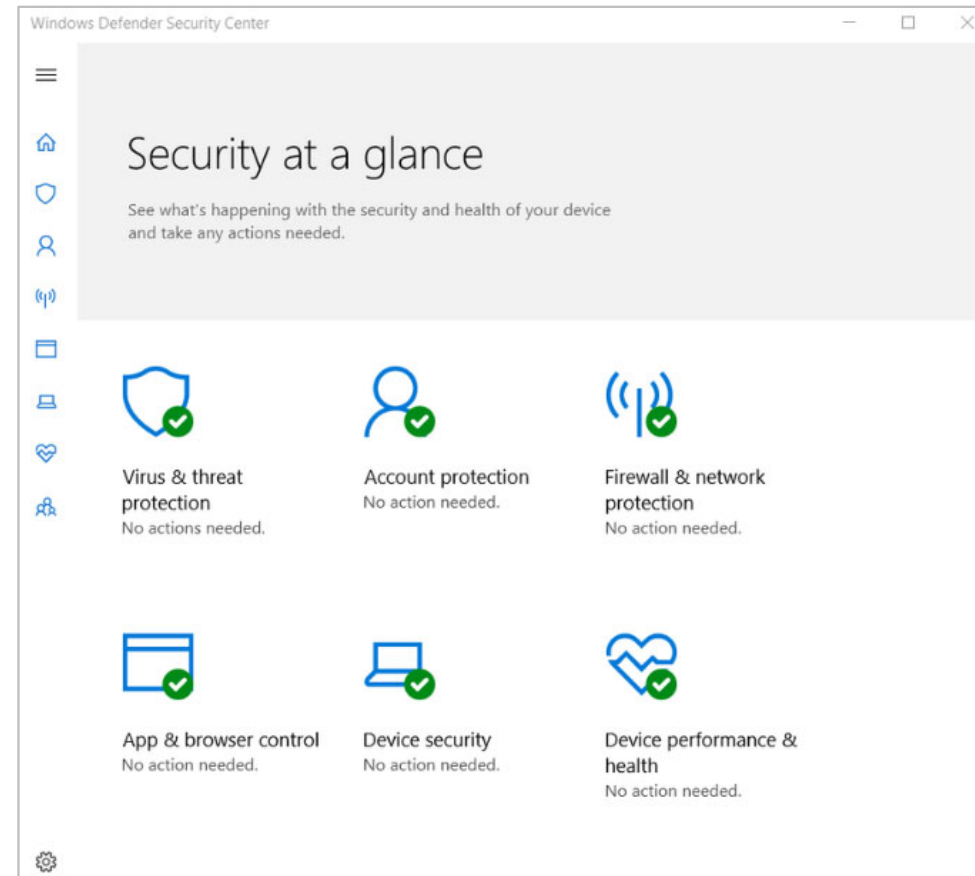 Windows Defender Security Center
Security at a glance
See what's happening with the security and health of your device
and take any actions needed.
Virus & threat
protection
No actions needed.
Account protection
No action needed.
Firewall & network
protection
No action needed.
App & browser control
No action needed.
Device security
No action needed.
Device performance &
health
No action needed.